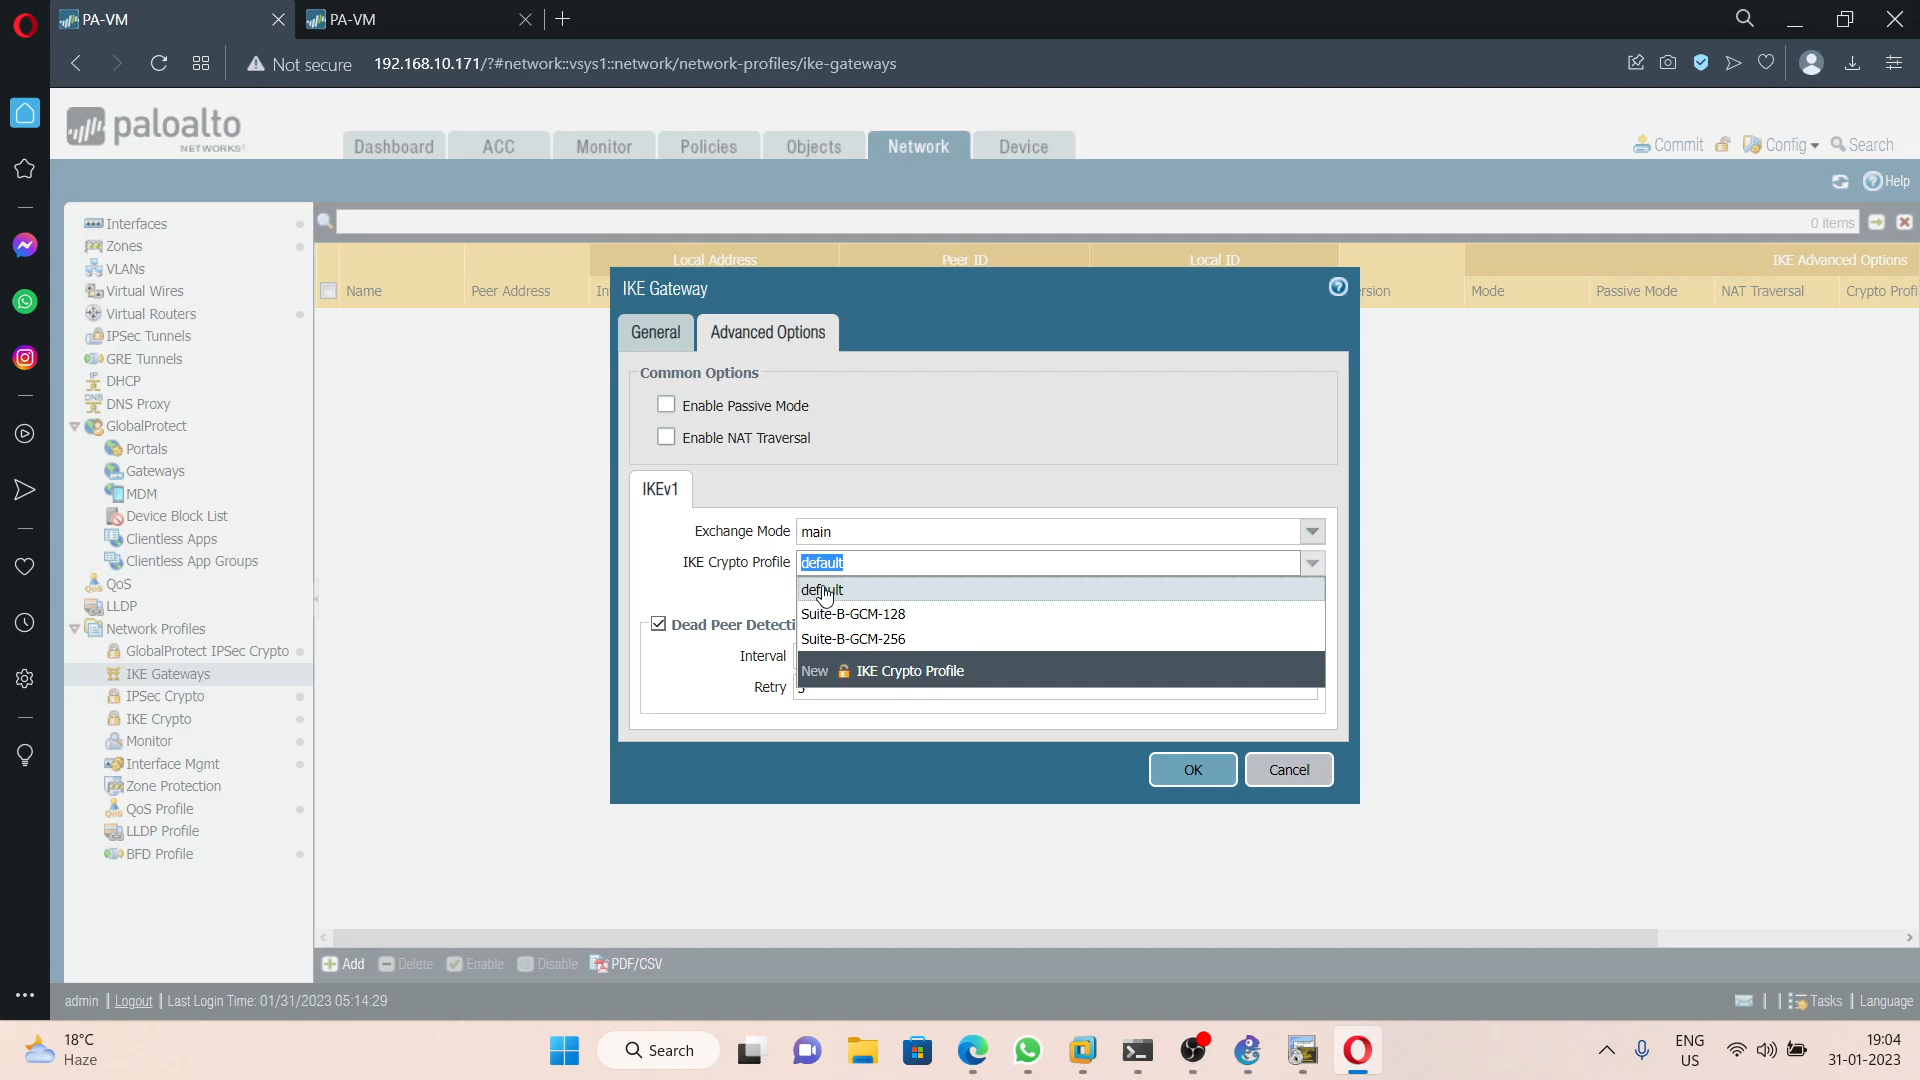 PA-VM
PA-VM
Not secure
192.168.10.171/?#network::vsys1::network/network-profiles/ike-gateways
paloalto
NETWORKS
Dashboard
ACC
Monitor
Policies
Objects
Network
Device
Commit
Config
Search
Help
Interfaces
Zones
VLANs
Virtual Wires
Virtual Routers
IPSec Tunnels
GRE Tunnels
DHCP
DNS Proxy
GlobalProtect
Portals
Gateways
MDM
Device Block List
Clientless Apps
Clientless App Groups
QoS
LLDP
Network Profiles
GlobalProtect IPSec Crypto
IKE Gateways
IPSec Crypto
IKE Crypto
Monitor
Interface Mgmt
Zone Protection
QoS Profile
LLDP Profile
BFD Profile
0 items
Local Address
Peer ID
Local ID
IKE Advanced Options
Name
Peer Address
In
rsion
Mode
Passive Mode
NAT Traversal
Crypto Profi
IKE Gateway
General
Advanced Options
Common Options
Enable Passive Mode
Enable NAT Traversal
IKEv1
Exchange Mode
main
IKE Crypto Profile
default
default
Suite-B-GCM-128
Suite-B-GCM-256
New IKE Crypto Profile
Dead Peer Detecti
Interval
Retry
OK
Cancel
Add
Delete
Enable
Disable
PDF/CSV
admin | Logout | Last Login Time: 01/31/2023 05:14:29
Tasks | Language
18°C
Haze
Search
ENG
US
19:04
31-01-2023